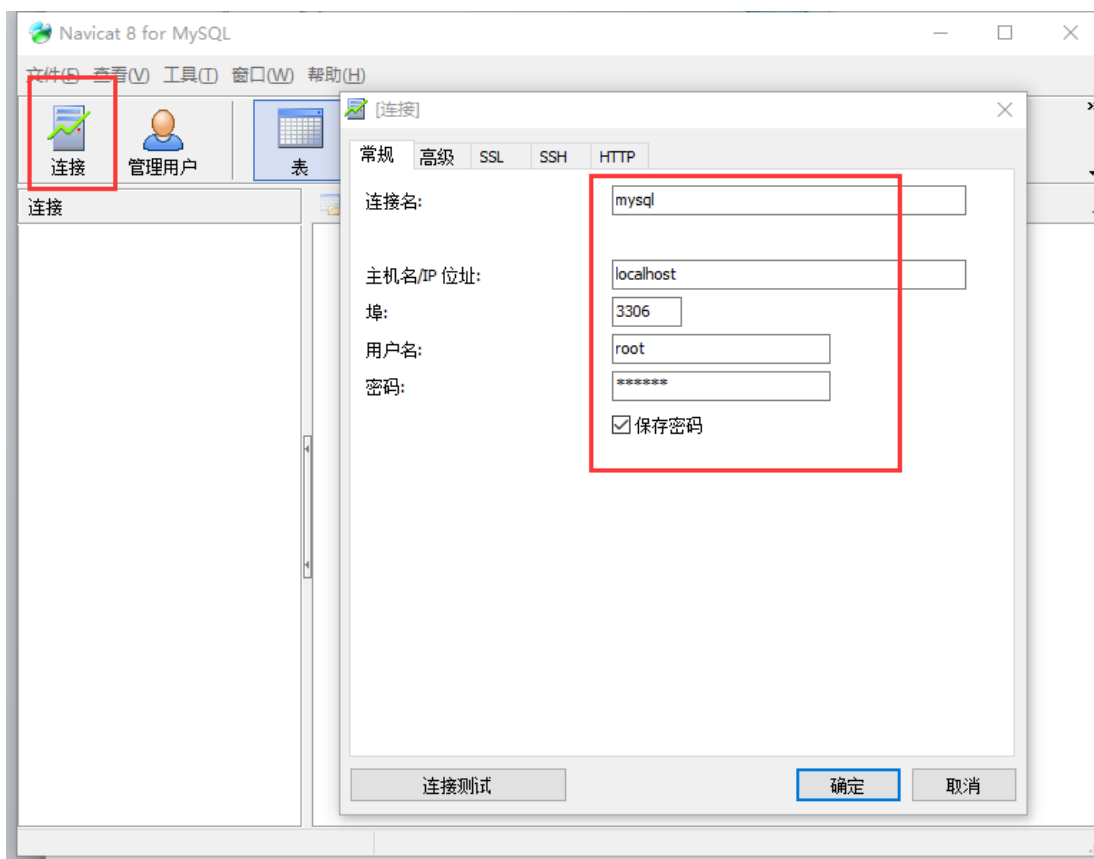 Navicat 8 for MySQL
文件(F) 查看(V) 工具(T) 窗口(W) 帮助(H)
连接 管理用户 表
连接
[连接]
常规 高级 SSL SSH HTTP
连接名: mysql
主机名/IP 位址: localhost
埠: 3306
用户名: root
密码: ******
保存密码
连接测试 确定 取消